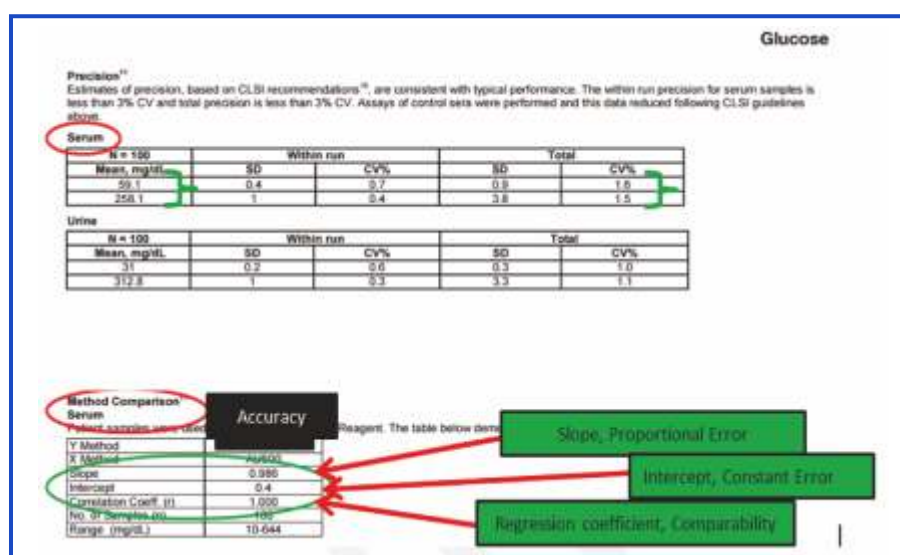 Glucose
Precision
Estimates of precision, based on CLSI recommendations, are consistent with typical performance. The within run precision for serum samples is
less than 3% CV and total precision is less than 3% CV. Assays of control sera were performed and this data reduced following CLSI guidelines
above.
Serum
N = 100 Within run Total
Mean, mg/dL SD CV% SD CV%
59.1 0.4 0.7 0.9 1.6
256.1 1 0.4 3.8 1.5
Urine
N = 100 Within run Total
Mean, mg/dL SD CV% SD CV%
31 0.2 0.6 0.3 1.0
312.8 1 0.3 3.3 1.1
Method Comparison
Serum
Accuracy
Patient samples were used Reagent. The table below
Y Method
X Method AU600
Slope 0.986
Intercept 0.4
Correlation Coeff. (r) 1.000
No. of Samples (n)
Range (mg/dL) 10-644
Slope, Proportional Error
Intercept, Constant Error
Regression coefficient, Comparability